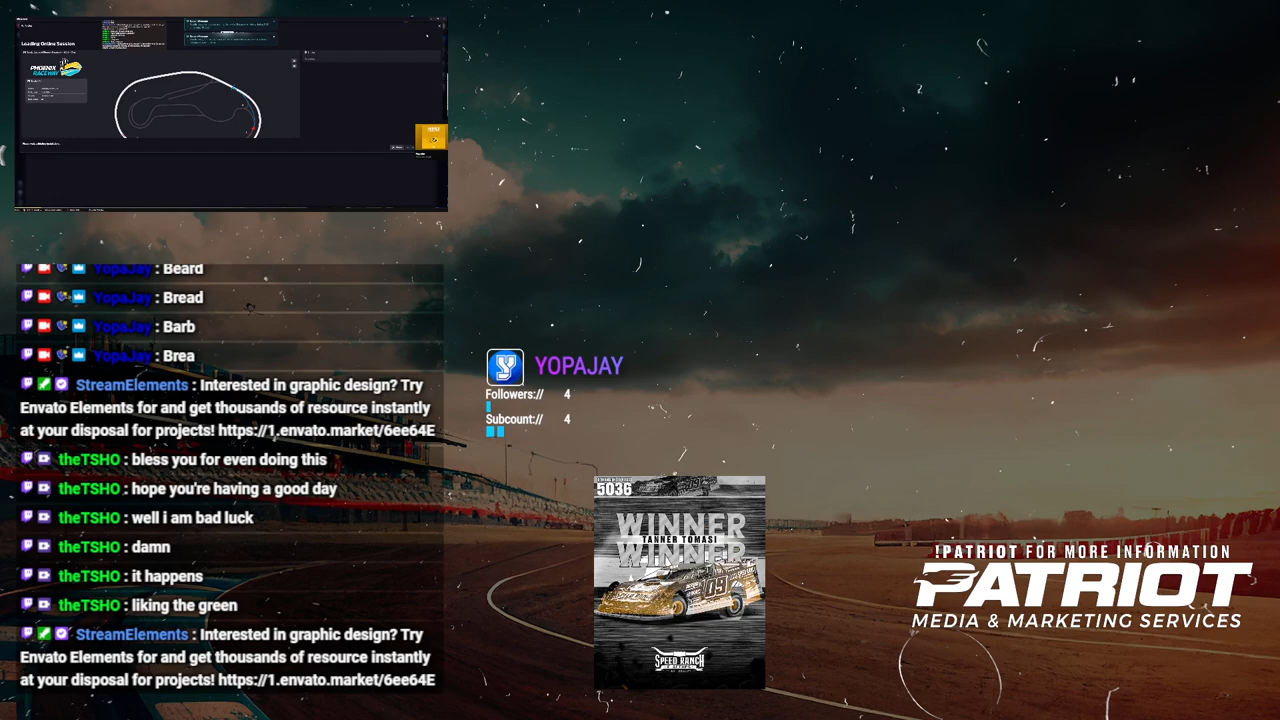 Loading Online Session
PHOENIX
RACEWAY
YopaJay : Beard
YopaJay : Bread
YopaJay : Barb
YopaJay : Brea
StreamElements : Interested in graphic design? Try
Envato Elements for and get thousands of resource instantly
at your disposal for projects! https://1.envato.market/6ee64E
theTSHO : bless you for even doing this
theTSHO : hope you're having a good day
theTSHO : well i am bad luck
theTSHO : damn
theTSHO : it happens
theTSHO : liking the green
StreamElements : Interested in graphic design? Try
Envato Elements for and get thousands of resource instantly
at your disposal for projects! https://1.envato.market/6ee64E
YOPAJAY
Followers:// 4
Subcount:// 4
5036
WINNER
TANNER TOMASI
WINNER
09
SPEED RANCH
!PATRIOT FOR MORE INFORMATION
PATRIOT
MEDIA & MARKETING SERVICES